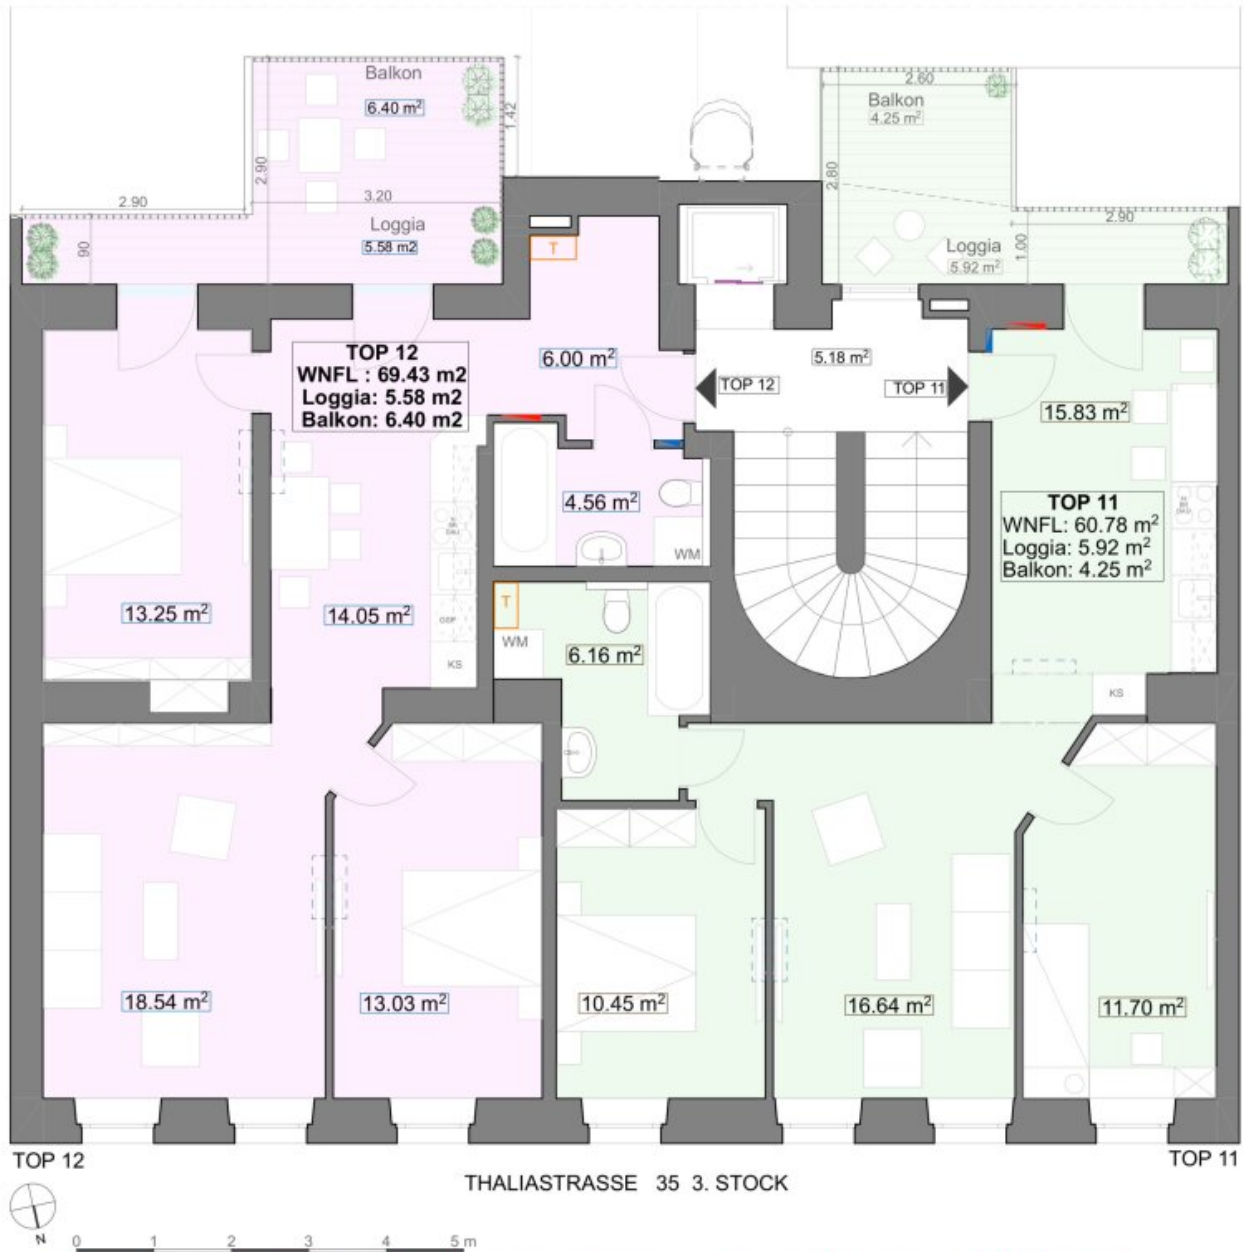 Balkon
6.40 m²
1.42
2.90
2.90
3.20
Loggia
5.58 m2
90
2.60
Balkon
4.25 m²
2.80
2.90
Loggia
5.92 m²
1.00
T
TOP 12
WNFL : 69.43 m2
Loggia: 5.58 m2
Balkon: 6.40 m2
6.00 m²
5.18 m²
TOP 12
TOP 11
15.83 m²
4.56 m²
WM
TOP 11
WNFL: 60.78 m²
Loggia: 5.92 m²
Balkon: 4.25 m²
13.25 m²
14.05 m²
GSP
KS
T
WM
6.16 m²
KS
18.54 m²
13.03 m²
10.45 m²
16.64 m²
11.70 m²
TOP 12
TOP 11
THALIASTRASSE 35 3. STOCK
N
0 1 2 3 4 5 m